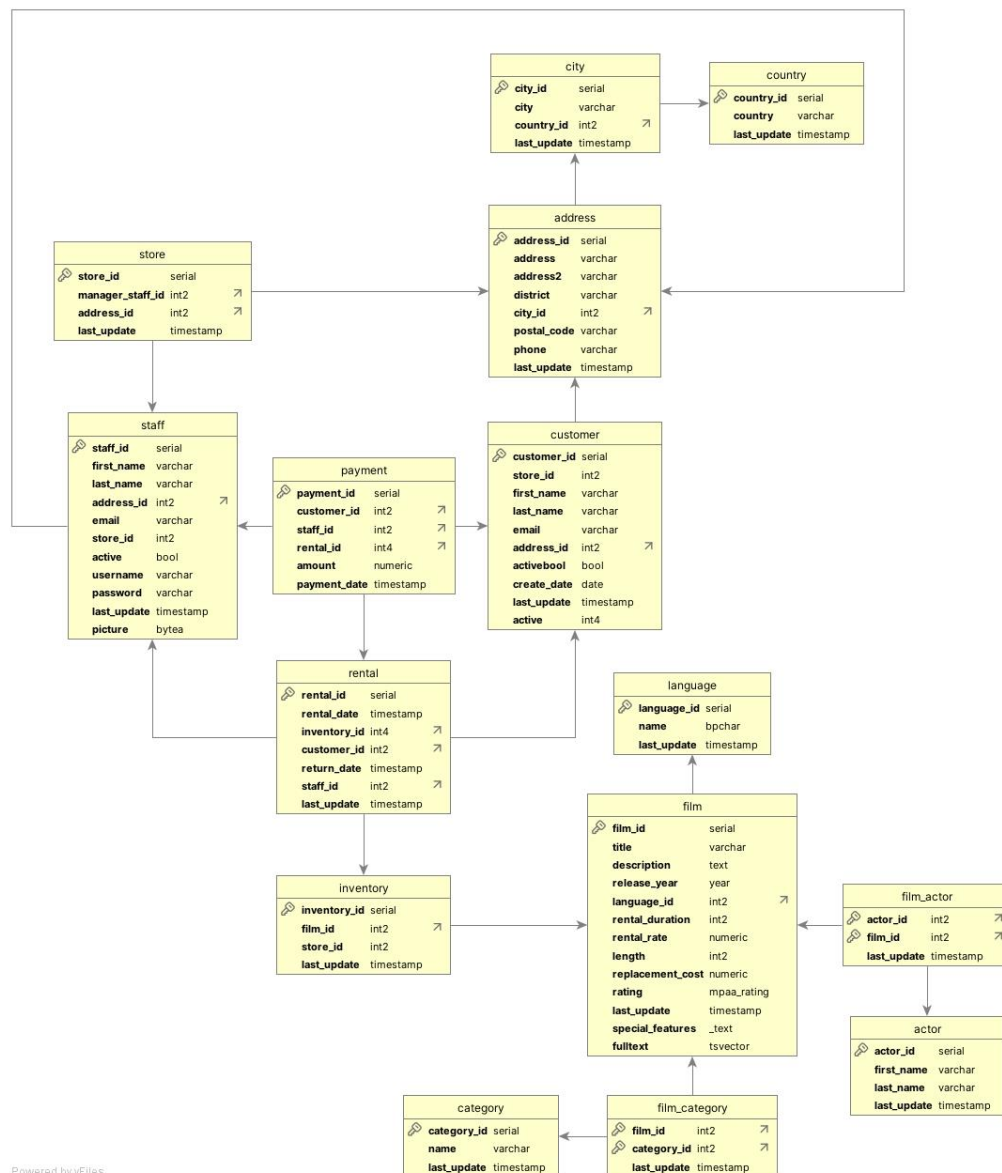 city
city_id serial
city varchar
country_id int2
last_update timestamp
country
country_id serial
country varchar
last_update timestamp
address
address_id serial
address varchar
address2 varchar
district varchar
city_id int2
postal_code varchar
phone varchar
last_update timestamp
store
store_id serial
manager_staff_id int2
address_id int2
last_update timestamp
staff
staff_id serial
first_name varchar
last_name varchar
address_id int2
email varchar
store_id int2
active bool
username varchar
password varchar
last_update timestamp
picture bytea
payment
payment_id serial
customer_id int2
staff_id int2
rental_id int4
amount numeric
payment_date timestamp
customer
customer_id serial
store_id int2
first_name varchar
last_name varchar
email varchar
address_id int2
activebool bool
create_date date
last_update timestamp
active int4
rental
rental_id serial
rental_date timestamp
inventory_id int4
customer_id int2
return_date timestamp
staff_id int2
last_update timestamp
language
language_id serial
name bpchar
last_update timestamp
film
film_id serial
title varchar
description text
release_year year
language_id int2
rental_duration int2
rental_rate numeric
length int2
replacement_cost numeric
rating mpaa_rating
last_update timestamp
special_features _text
fulltext tsvector
inventory
inventory_id serial
film_id int2
store_id int2
last_update timestamp
film_actor
actor_id int2
film_id int2
last_update timestamp
actor
actor_id serial
first_name varchar
last_name varchar
last_update timestamp
category
category_id serial
name varchar
last_update timestamp
film_category
film_id int2
category_id int2
last_update timestamp
Powered by yFiles